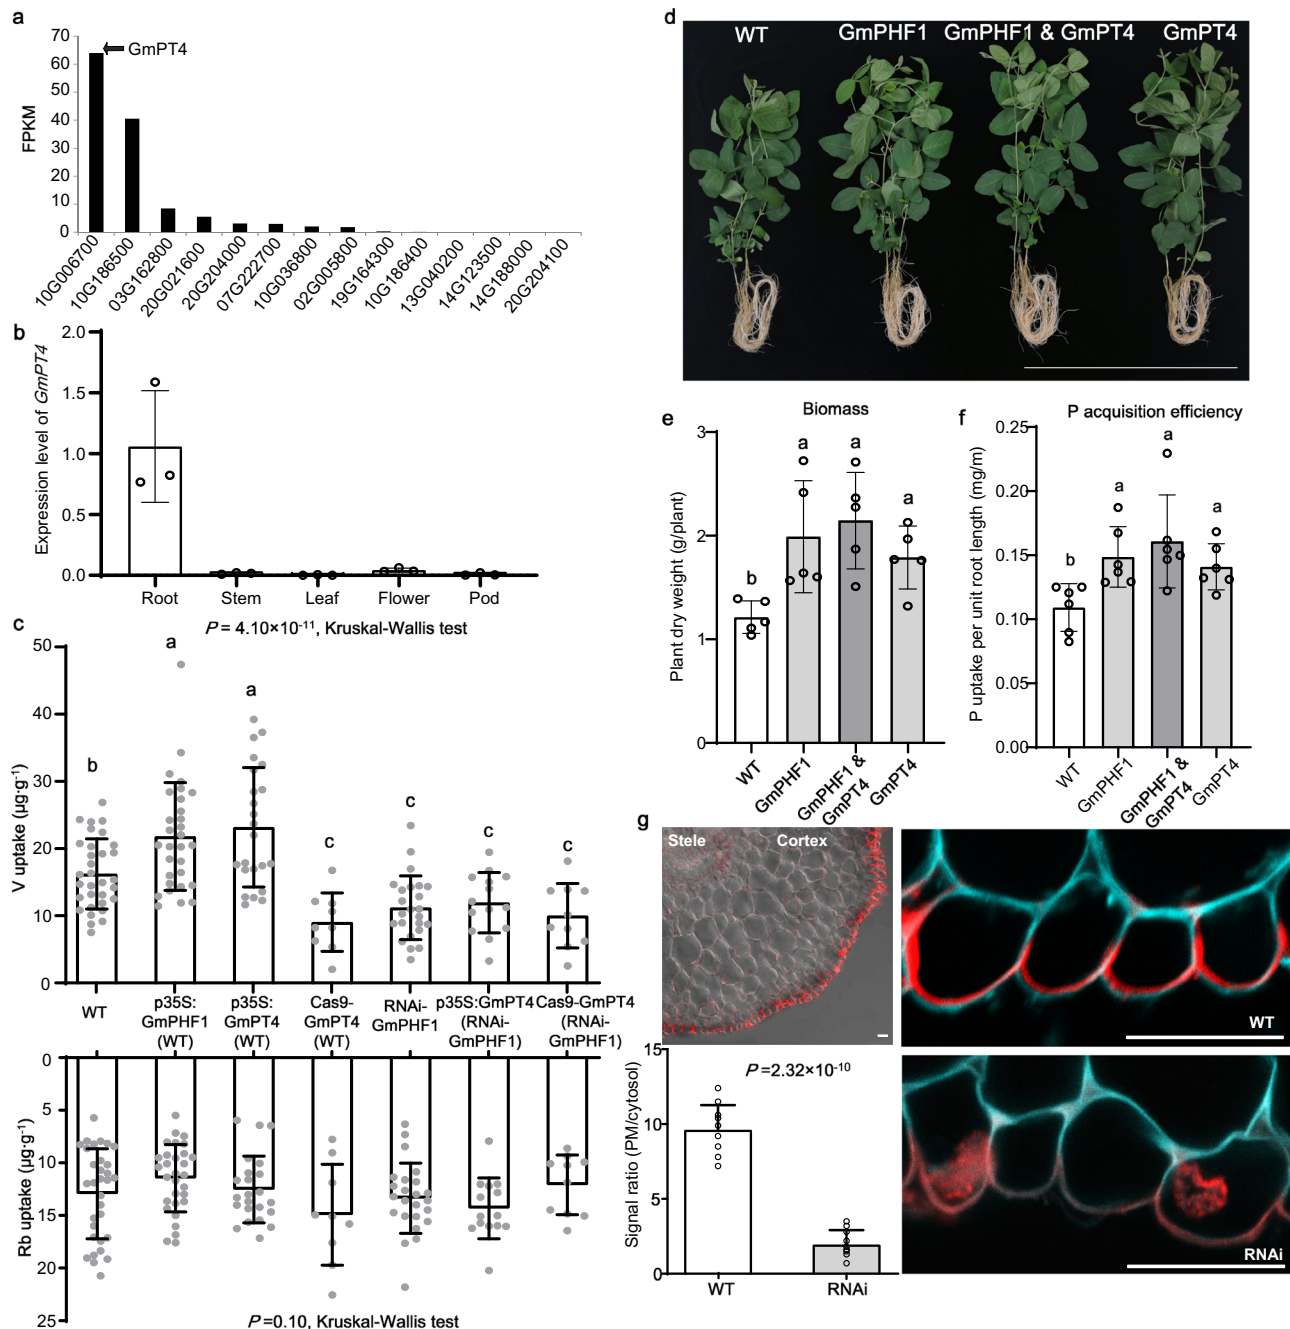 a
70
60
50
40
30
20
10
0
FPKM
GmPT4
10G006700
10G186500
03G162800
20G021600
20G204000
07G222700
10G036800
02G005800
19G164300
10G186400
13G040200
14G123500
14G188000
20G204100
b
2.0
1.5
1.0
0.5
0.0
Expression level of GmPT4
Root
Stem
Leaf
Flower
Pod
c
P = 4.10×10-11, Kruskal-Wallis test
50
40
30
20
10
0
V uptake (µg·g-1)
b
a
a
c
c
c
c
WT
p35S:
GmPHF1
(WT)
p35S:
GmPT4
(WT)
Cas9-
GmPT4
(WT)
RNAi-
GmPHF1
p35S:GmPT4
(RNAi-
GmPHF1)
Cas9-GmPT4
(RNAi-
GmPHF1)
0
5
10
15
20
25
Rb uptake (µg·g-1)
P =0.10, Kruskal-Wallis test
d
WT
GmPHF1
GmPHF1 & GmPT4
GmPT4
e
Biomass
3
2
1
0
Plant dry weight (g/plant)
b
a
a
a
WT
GmPHF1
GmPHF1 &
GmPT4
GmPT4
f
P acquisition efficiency
0.25
0.20
0.15
0.10
0.05
0.00
P uptake per unit root length (mg/m)
b
a
a
a
WT
GmPHF1
GmPHF1 &
GmPT4
GmPT4
g
Stele
Cortex
WT
15
10
5
0
Signal ratio (PM/cytosol)
P =2.32×10-10
WT
RNAi
RNAi